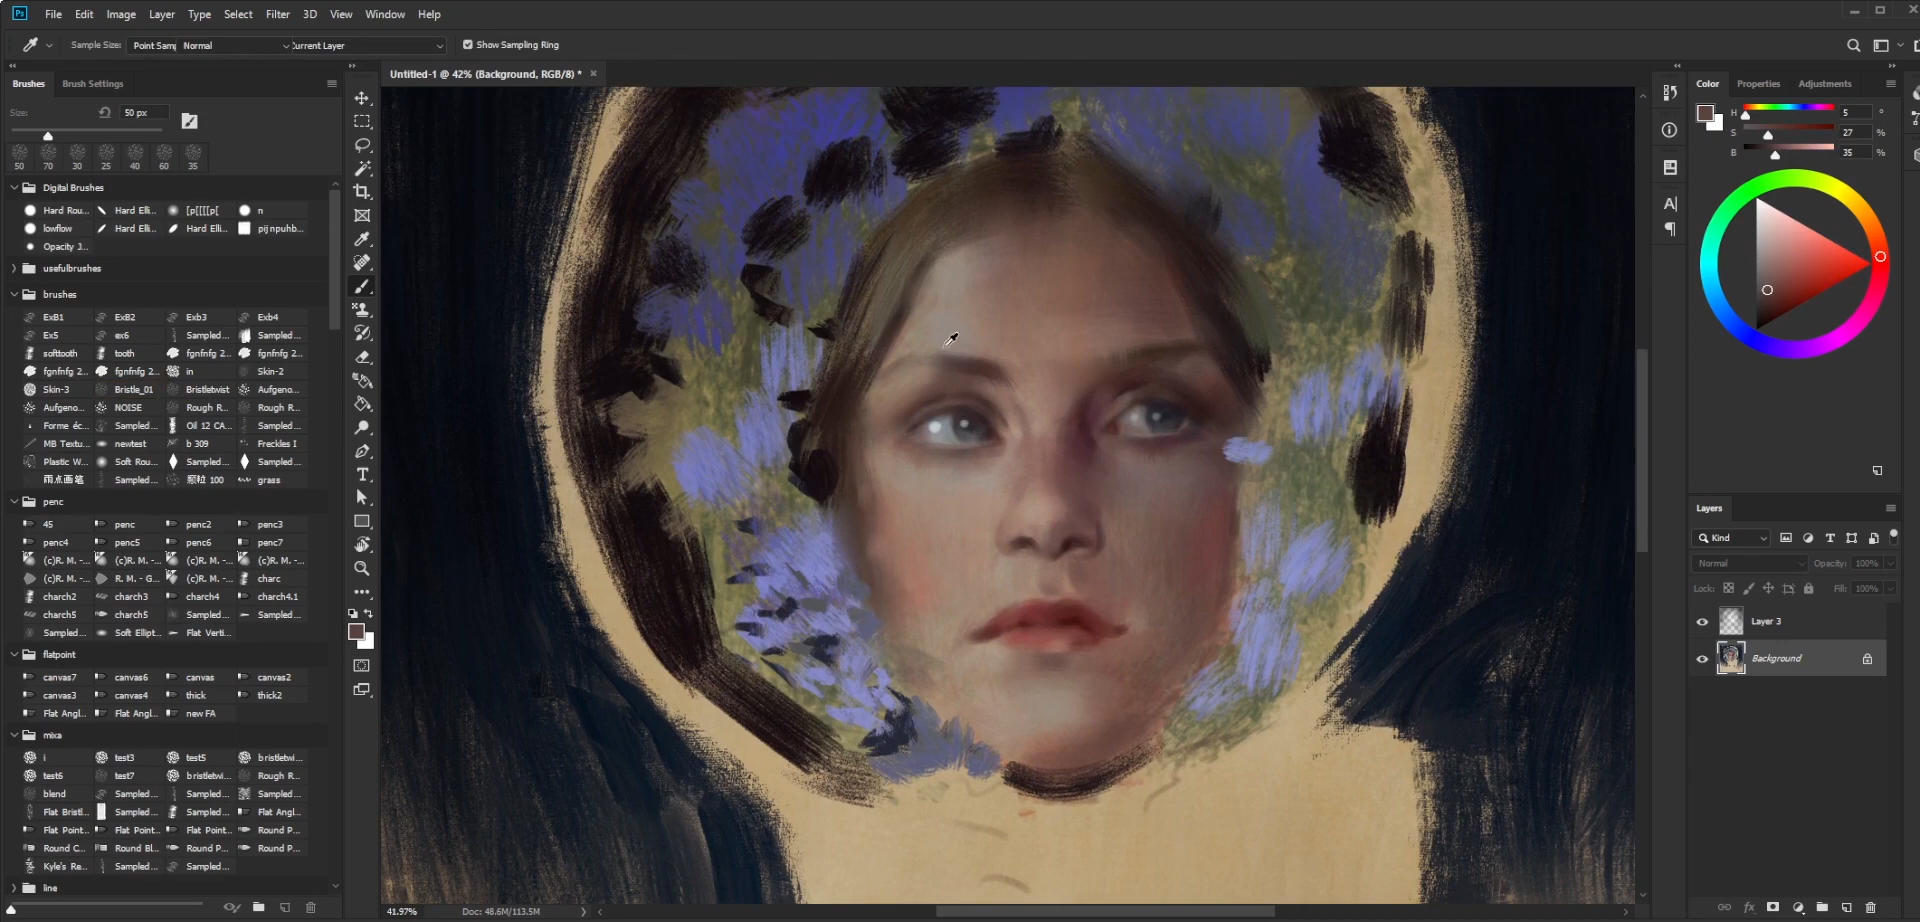 Ps File Edit Image Layer Type Select Filter 3D View Window Help
Sample Size: Point Samp Normal Current Layer Show Sampling Ring
Untitled-1 @ 42% (Background, RGB/8) * ×
Brushes Brush Settings
Size: 50 px
50 70 30 25 40 60 35
Digital Brushes
Hard Rou... Hard Elli... [p[[[[p[ n
lowflow Hard Elli... Hard Elli... pijnpuhb...
Opacity 3...
usefulbrushes
brushes
ExB1 ExB2 Exb3 Exb4
Ex5 ex6 Sampled... Sampled...
softtooth tooth fgnfnfg 2... fgnfnfg 2...
fgnfnfg 2... fgnfnfg 2... in Skin-2
Skin-3 Bristle_01 Bristletwist Aufgeno...
Aufgeno... NOISE Rough R... Rough R...
Forme éc... Sampled... Oil 12 CA... Sampled...
MB Textu... newtest b 309 Freckles I
Plastic W... Soft Rou... Sampled... Sampled...
雨点画笔 Sampled... 颗粒 100 grass
penc
45 penc penc2 penc3
penc4 penc5 penc6 penc7
(c)R. M. -... (c)R. M. -... (c)R. M. -... (c)R. M. -...
(c)R. M. -... R. M. - G... (c)R. M. -... charc
charch2 charch3 charch4 charch4.1
charch5 charch5 Sampled... Sampled...
Sampled... Soft Ellipt... Flat Verti...
flatpoint
canvas7 canvas6 canvas canvas2
canvas3 canvas4 thick thick2
Flat Angl... Flat Angl... new FA
mixa
i test3 test5 bristletwi...
test6 test7 bristletwi... Rough R...
blend Sampled... Sampled... Sampled...
Flat Bristl... Sampled... Sampled... Flat Angl...
Flat Point... Flat Point... Flat Point... Round P...
Round C... Round Bl... Round P... Round P...
Kyle's Re... Sampled... Sampled...
line
41.97% Doc: 48.6M/113.5M
Color Properties Adjustments
H 5 °
S 27 %
B 35 %
Layers
Kind
Normal Opacity: 100%
Lock: Fill: 100%
Layer 3
Background